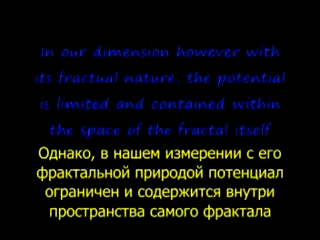 In our dimension however with
its fractual nature, the potential
is limited and contained within
the space of the fractal itself
Однако, в нашем измерении с его
фрактальной природой потенциал
ограничен и содержится внутри
пространства самого фрактала